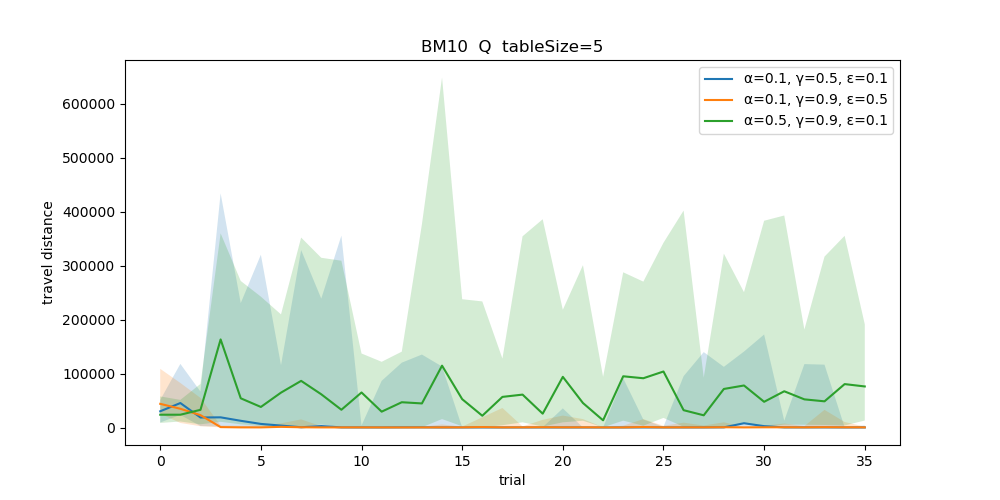 BM10  Q  tableSize=5
α=0.1, γ=0.5, ε=0.1
α=0.1, γ=0.9, ε=0.5
α=0.5, γ=0.9, ε=0.1
travel distance
600000
500000
400000
300000
200000
100000
0
0 5 10 15 20 25 30 35
trial